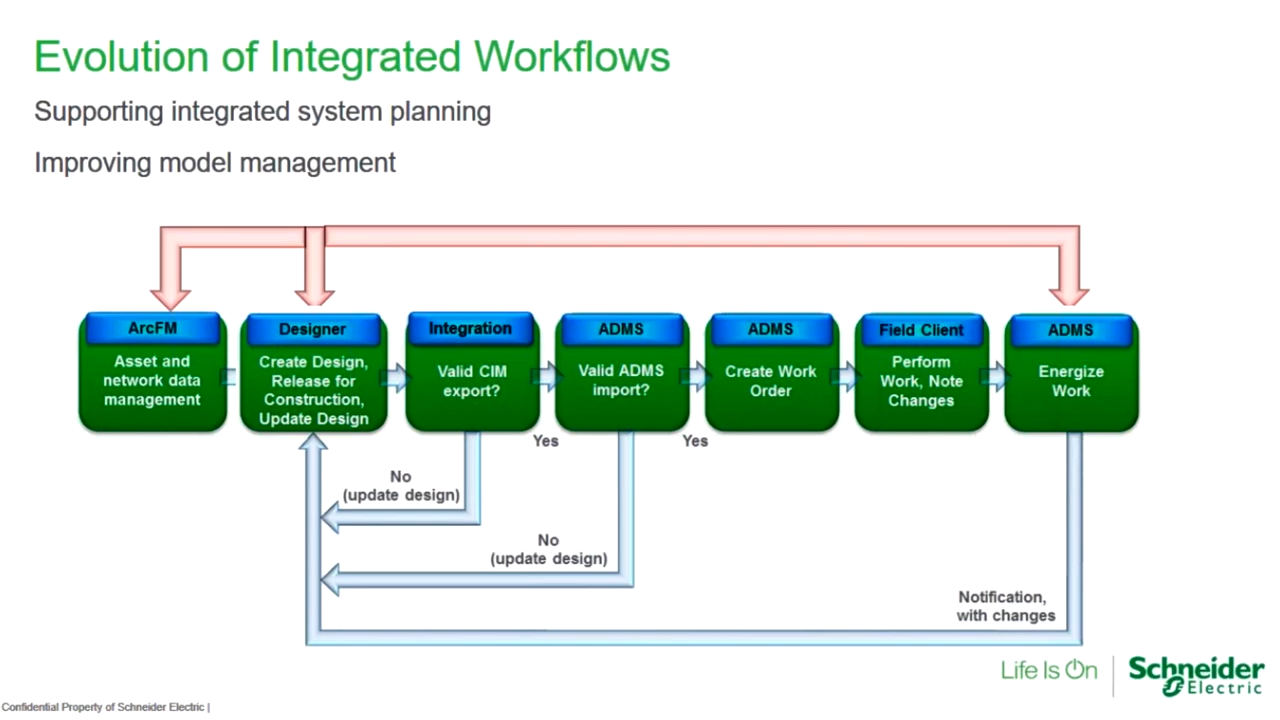 Evolution of Integrated Workflows
Supporting integrated system planning
Improving model management
ArcFM
Asset and
network data
management
Designer
Create Design,
Release for
Construction,
Update Design
Integration
Valid CIM
export?
ADMS
Valid ADMS
import?
ADMS
Create Work
Order
Field Client
Perform
Work, Note
Changes
ADMS
Energize
Work
Yes
Yes
No
(update design)
No
(update design)
Notification,
with changes
Life Is On
Schneider
Electric
Confidential Property of Schneider Electric |